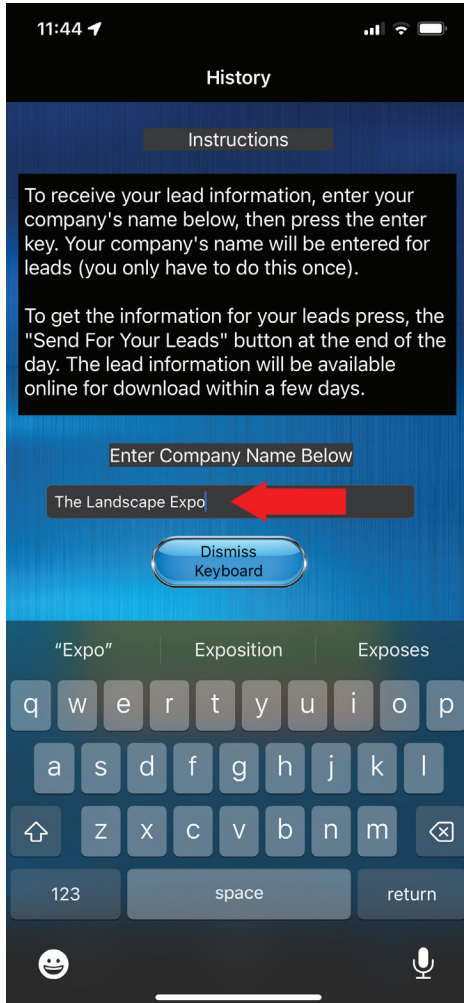 11:44
History
Instructions
To receive your lead information, enter your
company's name below, then press the enter
key. Your company's name will be entered for
leads (you only have to do this once).
To get the information for your leads press, the
"Send For Your Leads" button at the end of the
day. The lead information will be available
online for download within a few days.
Enter Company Name Below
The Landscape Expo
Dismiss
Keyboard
“Expo” Exposition Exposes
q w e r t y u i o p
a s d f g h j k l
z x c v b n m
123 space return